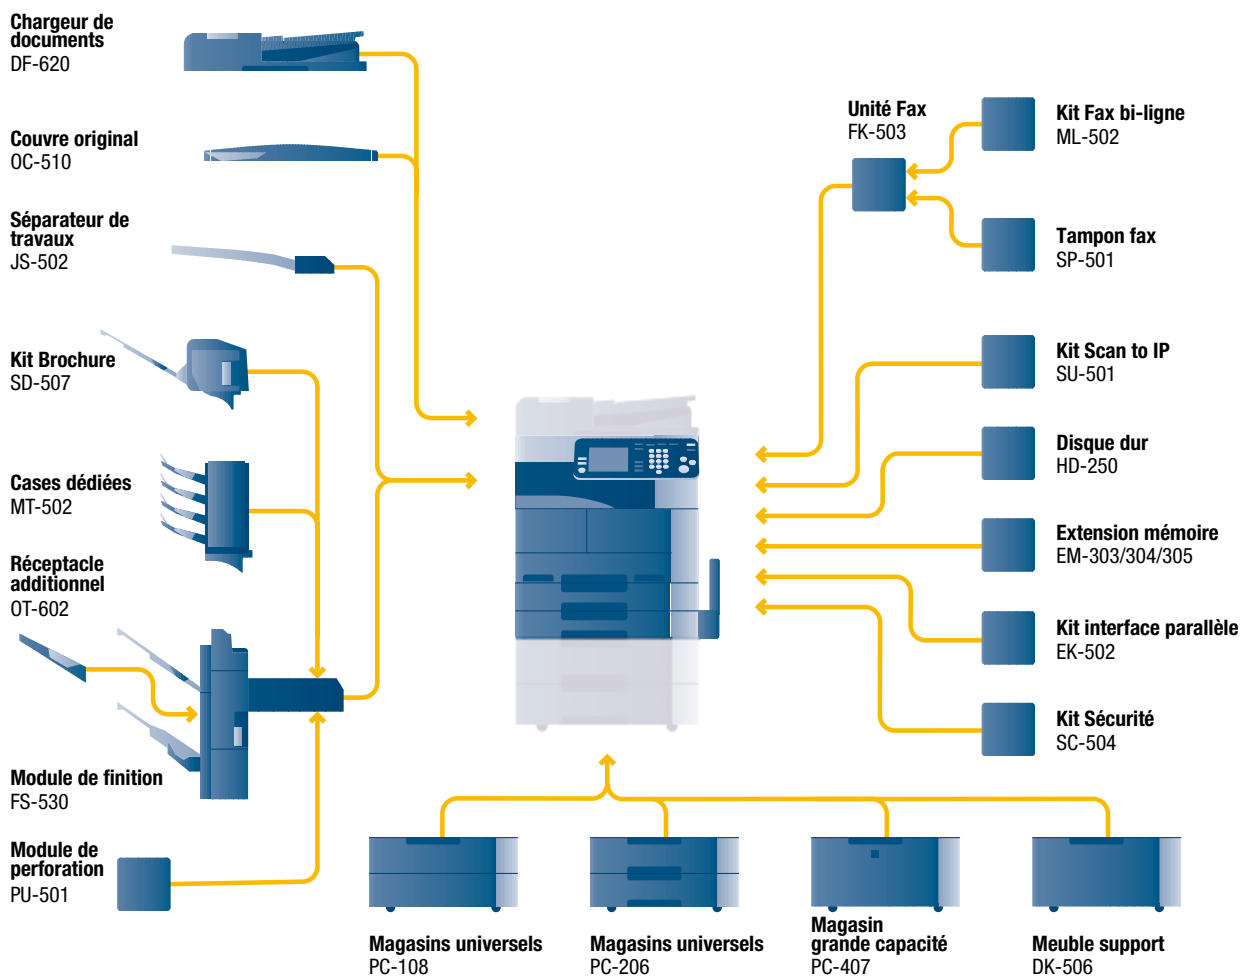 Chargeur de
documents
DF-620
Couvre original
OC-510
Séparateur de
travaux
JS-502
Kit Brochure
SD-507
Cases dédiées
MT-502
Réceptacle
additionnel
OT-602
Module de finition
FS-530
Module de
perforation
PU-501
Unité Fax
FK-503
Kit Fax bi-ligne
ML-502
Tampon fax
SP-501
Kit Scan to IP
SU-501
Disque dur
HD-250
Extension mémoire
EM-303/304/305
Kit interface parallèle
EK-502
Kit Sécurité
SC-504
Magasins universels
PC-108
Magasins universels
PC-206
Magasin
grande capacité
PC-407
Meuble support
DK-506